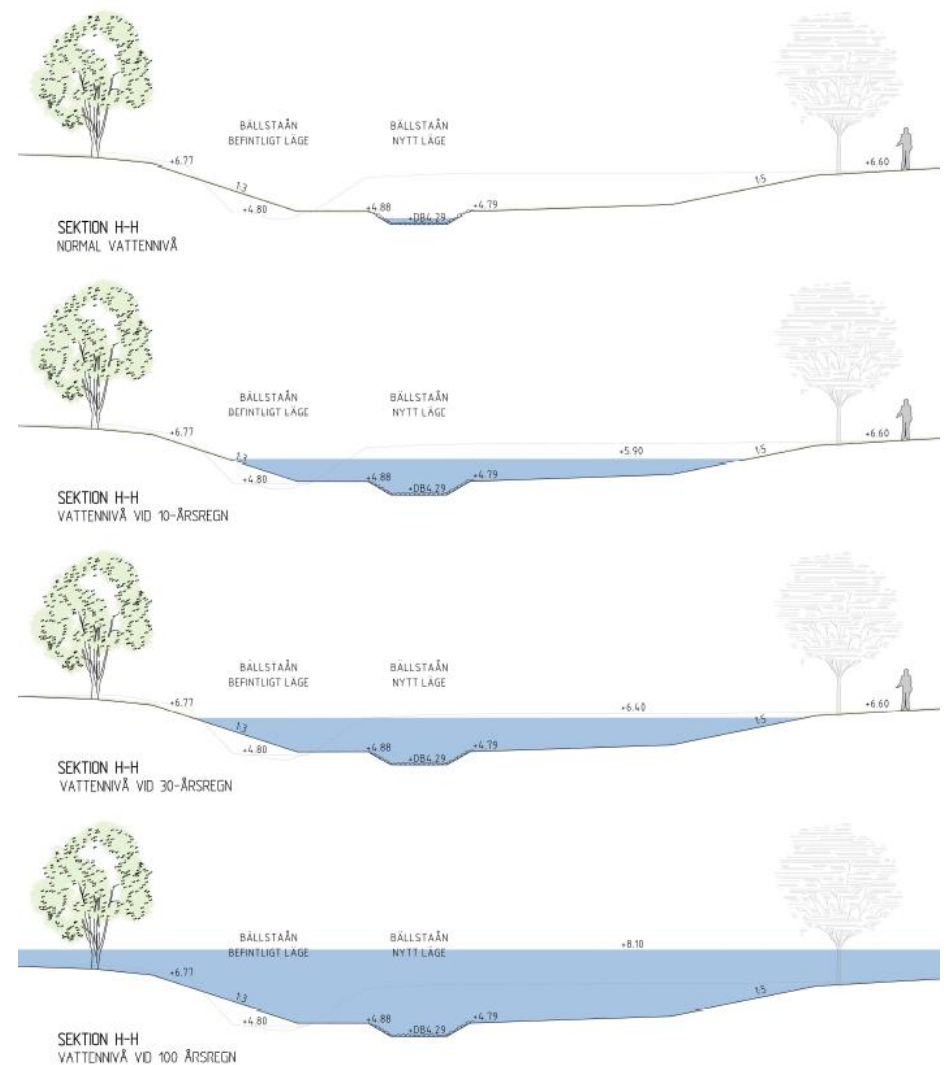 BÄLLSTAÅN
BEFINTLIGT LÄGE
BÄLLSTAÅN
NYTT LÄGE
+6.77
1:3
+4.80
+4.88
+DB4.29
+4.79
1:5
+6.60
SEKTION H-H
NORMAL VATTENNIVÅ
BÄLLSTAÅN
BEFINTLIGT LÄGE
BÄLLSTAÅN
NYTT LÄGE
+6.77
1:3
+4.80
+4.88
+DB4.29
+4.79
+5.90
1:5
+6.60
SEKTION H-H
VATTENNIVÅ VID 10-ÅRSREGN
BÄLLSTAÅN
BEFINTLIGT LÄGE
BÄLLSTAÅN
NYTT LÄGE
+6.77
1:3
+4.80
+4.88
+DB4.29
+4.79
+6.40
1:5
+6.60
SEKTION H-H
VATTENNIVÅ VID 30-ÅRSREGN
BÄLLSTAÅN
BEFINTLIGT LÄGE
BÄLLSTAÅN
NYTT LÄGE
+8.10
+6.77
1:3
+4.80
+4.88
+DB4.29
+4.79
1:5
SEKTION H-H
VATTENNIVÅ VID 100 ÅRSREGN